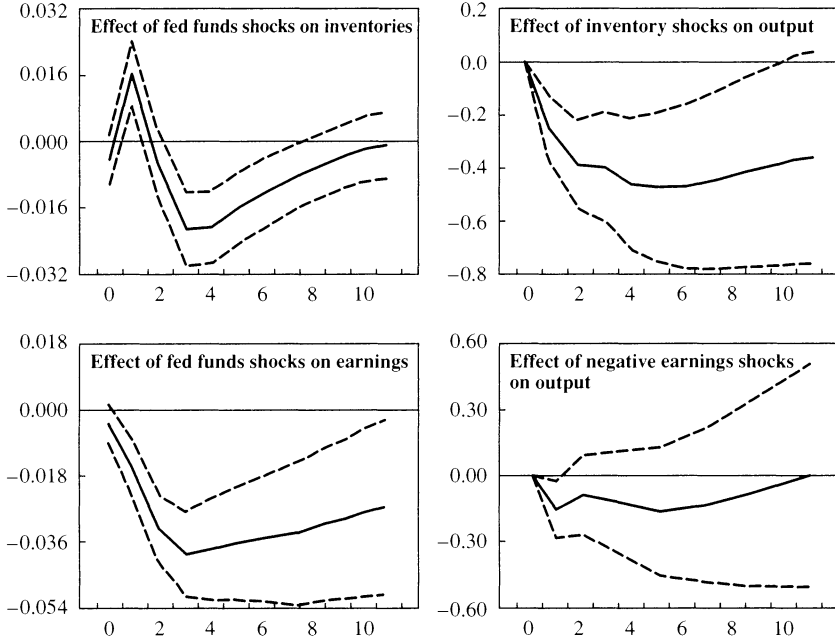 Effect of fed funds shocks on inventories
0.032
0.016
0.000
−0.016
−0.032
0 2 4 6 8 10
Effect of inventory shocks on output
0.2
0.0
−0.2
−0.4
−0.6
−0.8
0 2 4 6 8 10
Effect of fed funds shocks on earnings
0.018
0.000
−0.018
−0.036
−0.054
0 2 4 6 8 10
Effect of negative earnings shocks
on output
0.60
0.30
0.00
−0.30
−0.60
0 2 4 6 8 10